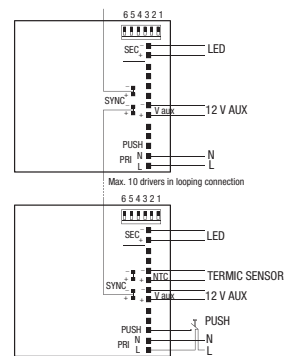 6 5 4 3 2 1
SEC - +
LED
SYNC - + - +
- + V aux
12 V AUX
PUSH
PRI N
L
N
L
Max. 10 drivers in looping connection
6 5 4 3 2 1
SEC - +
LED
- + NTC
TERMIC SENSOR
SYNC - + - +
- + V aux
12 V AUX
PUSH
PUSH
PRI N
L
N
L